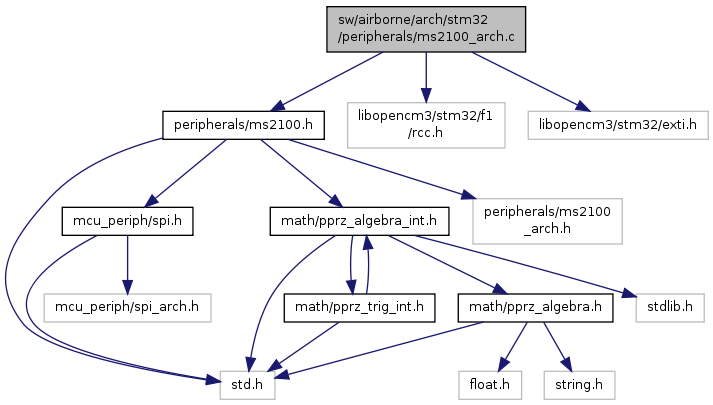 sw/airborne/arch/stm32
/peripherals/ms2100_arch.c
peripherals/ms2100.h
libopencm3/stm32/f1
/rcc.h
libopencm3/stm32/exti.h
mcu_periph/spi.h
math/pprz_algebra_int.h
peripherals/ms2100
_arch.h
mcu_periph/spi_arch.h
math/pprz_trig_int.h
math/pprz_algebra.h
stdlib.h
std.h
float.h
string.h